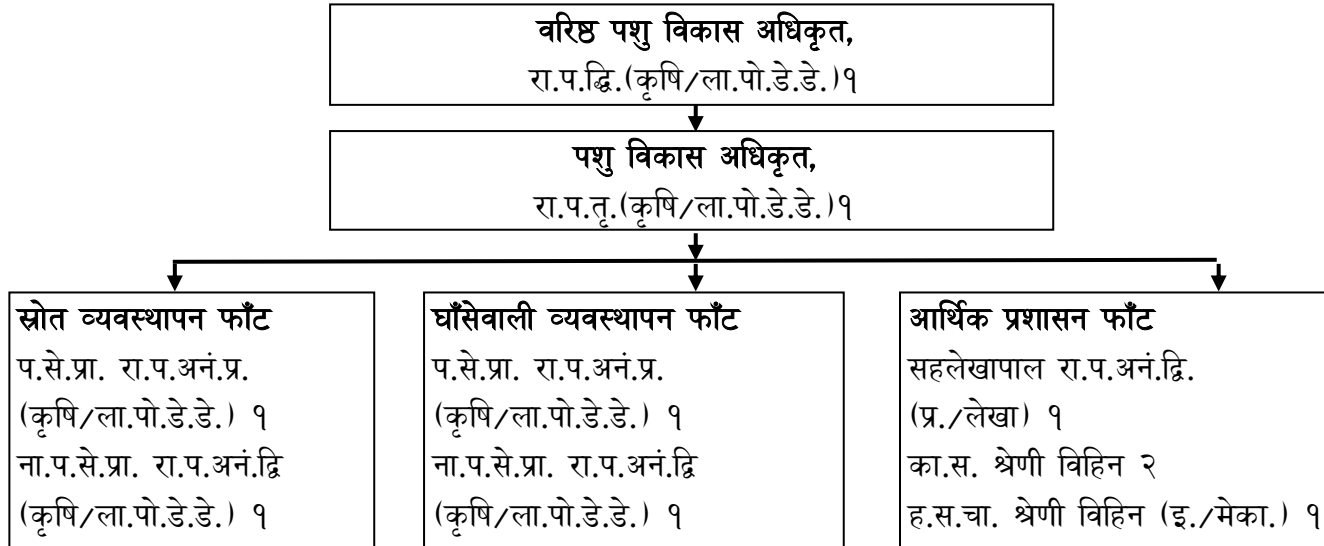 वरिष्ठ पशु विकास अधिकृत,
रा.प.द्धि.(कृषि/ला.पो.डे.डे.)१
पशु विकास अधिकृत,
रा.प.तृ.(कृषि/ला.पो.डे.डे.)१
स्रोत व्यवस्थापन फाँट
प.से.प्रा. रा.प.अनं.प्र.
(कृषि/ला.पो.डे.डे.) १
ना.प.से.प्रा. रा.प.अनं.द्वि
(कृषि/ला.पो.डे.डे.) १
घाँसेवाली व्यवस्थापन फाँट
प.से.प्रा. रा.प.अनं.प्र.
(कृषि/ला.पो.डे.डे.) १
ना.प.से.प्रा. रा.प.अनं.द्वि
(कृषि/ला.पो.डे.डे.) १
आर्थिक प्रशासन फाँट
सहलेखापाल रा.प.अनं.द्वि.
(प्र./लेखा) १
का.स. श्रेणी विहिन २
ह.स.चा. श्रेणी विहिन (इ./मेका.) १